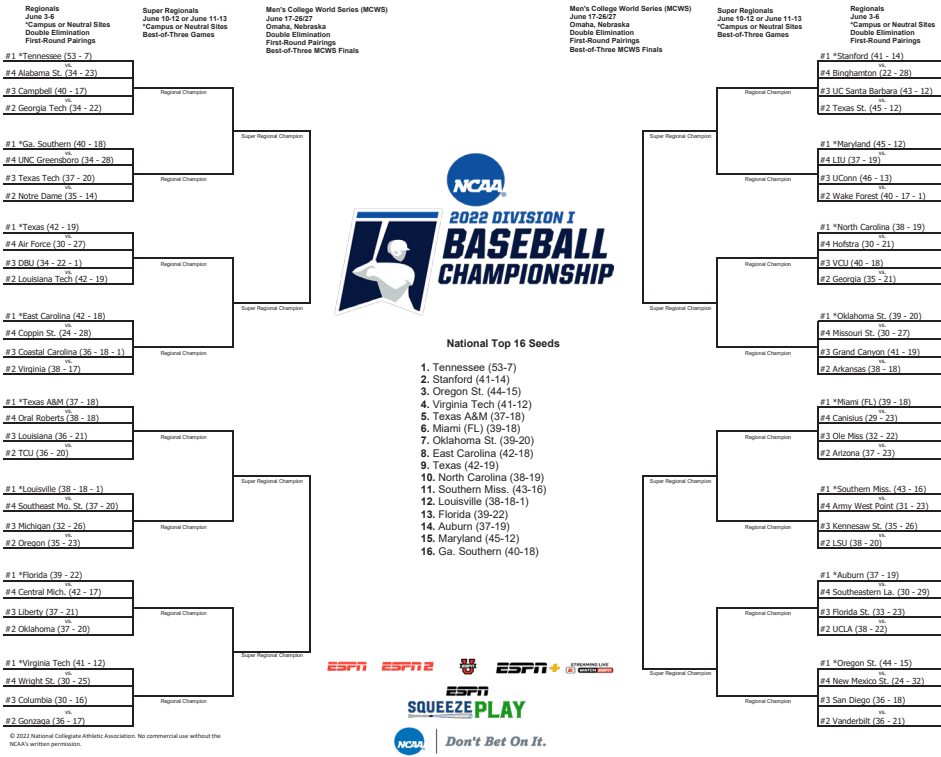 Regionals
June 3-6
*Campus or Neutral Sites
Double Elimination
First-Round Pairings
Super Regionals
June 10-12 or June 11-13
*Campus or Neutral Sites
Best-of-Three Games
Men's College World Series (MCWS)
June 17-26/27
Omaha, Nebraska
Double Elimination
First-Round Pairings
Best-of-Three MCWS Finals
Men's College World Series (MCWS)
June 17-26/27
Omaha, Nebraska
Double Elimination
First-Round Pairings
Best-of-Three MCWS Finals
Super Regionals
June 10-12 or June 11-13
*Campus or Neutral Sites
Best-of-Three Games
Regionals
June 3-6
*Campus or Neutral Sites
Double Elimination
First-Round Pairings
#1 *Tennessee (53 - 7)
vs.
#4 Alabama St. (34 - 23)
#3 Campbell (40 - 17)
vs.
#2 Georgia Tech (34 - 22)
Regional Champion
Super Regional Champion
#1 *Ga. Southern (40 - 18)
vs.
#4 UNC Greensboro (34 - 28)
#3 Texas Tech (37 - 20)
vs.
#2 Notre Dame (35 - 14)
Regional Champion
#1 *Texas (42 - 19)
vs.
#4 Air Force (30 - 27)
#3 DBU (34 - 22 - 1)
vs.
#2 Louisiana Tech (42 - 19)
Regional Champion
Super Regional Champion
#1 *East Carolina (42 - 18)
vs.
#4 Coppin St. (24 - 28)
#3 Coastal Carolina (36 - 18 - 1)
vs.
#2 Virginia (38 - 17)
Regional Champion
#1 *Texas A&M (37 - 18)
vs.
#4 Oral Roberts (38 - 18)
#3 Louisiana (36 - 21)
vs.
#2 TCU (36 - 20)
Regional Champion
Super Regional Champion
#1 *Louisville (38 - 18 - 1)
vs.
#4 Southeast Mo. St. (37 - 20)
#3 Michigan (32 - 26)
vs.
#2 Oregon (35 - 23)
Regional Champion
#1 *Florida (39 - 22)
vs.
#4 Central Mich. (42 - 17)
#3 Liberty (37 - 21)
vs.
#2 Oklahoma (37 - 20)
Regional Champion
Super Regional Champion
#1 *Virginia Tech (41 - 12)
vs.
#4 Wright St. (30 - 25)
#3 Columbia (30 - 16)
vs.
#2 Gonzaga (36 - 17)
Regional Champion
© 2022 National Collegiate Athletic Association. No commercial use without the
NCAA's written permission.
NCAA
2022 DIVISION I
BASEBALL
CHAMPIONSHIP
National Top 16 Seeds
1. Tennessee (53-7)
2. Stanford (41-14)
3. Oregon St. (44-15)
4. Virginia Tech (41-12)
5. Texas A&M (37-18)
6. Miami (FL) (39-18)
7. Oklahoma St. (39-20)
8. East Carolina (42-18)
9. Texas (42-19)
10. North Carolina (38-19)
11. Southern Miss. (43-16)
12. Louisville (38-18-1)
13. Florida (39-22)
14. Auburn (37-19)
15. Maryland (45-12)
16. Ga. Southern (40-18)
ESPN ESPN 2 U ESPN+ STREAMING LIVE
WATCH ESPN
ESPN
SQUEEZE PLAY
NCAA Don't Bet On It.
#1 *Stanford (41 - 14)
vs.
#4 Binghamton (22 - 28)
#3 UC Santa Barbara (43 - 12)
vs.
#2 Texas St. (45 - 12)
Regional Champion
Super Regional Champion
#1 *Maryland (45 - 12)
vs.
#4 LIU (37 - 19)
#3 UConn (46 - 13)
vs.
#2 Wake Forest (40 - 17 - 1)
Regional Champion
#1 *North Carolina (38 - 19)
vs.
#4 Hofstra (30 - 21)
#3 VCU (40 - 18)
vs.
#2 Georgia (35 - 21)
Regional Champion
Super Regional Champion
#1 *Oklahoma St. (39 - 20)
vs.
#4 Missouri St. (30 - 27)
#3 Grand Canyon (41 - 19)
vs.
#2 Arkansas (38 - 18)
Regional Champion
#1 *Miami (FL) (39 - 18)
vs.
#4 Canisius (29 - 23)
#3 Ole Miss (32 - 22)
vs.
#2 Arizona (37 - 23)
Regional Champion
Super Regional Champion
#1 *Southern Miss. (43 - 16)
vs.
#4 Army West Point (31 - 23)
#3 Kennesaw St. (35 - 26)
vs.
#2 LSU (38 - 20)
Regional Champion
#1 *Auburn (37 - 19)
vs.
#4 Southeastern La. (30 - 29)
#3 Florida St. (33 - 23)
vs.
#2 UCLA (38 - 22)
Regional Champion
Super Regional Champion
#1 *Oregon St. (44 - 15)
vs.
#4 New Mexico St. (24 - 32)
#3 San Diego (36 - 18)
vs.
#2 Vanderbilt (36 - 21)
Regional Champion